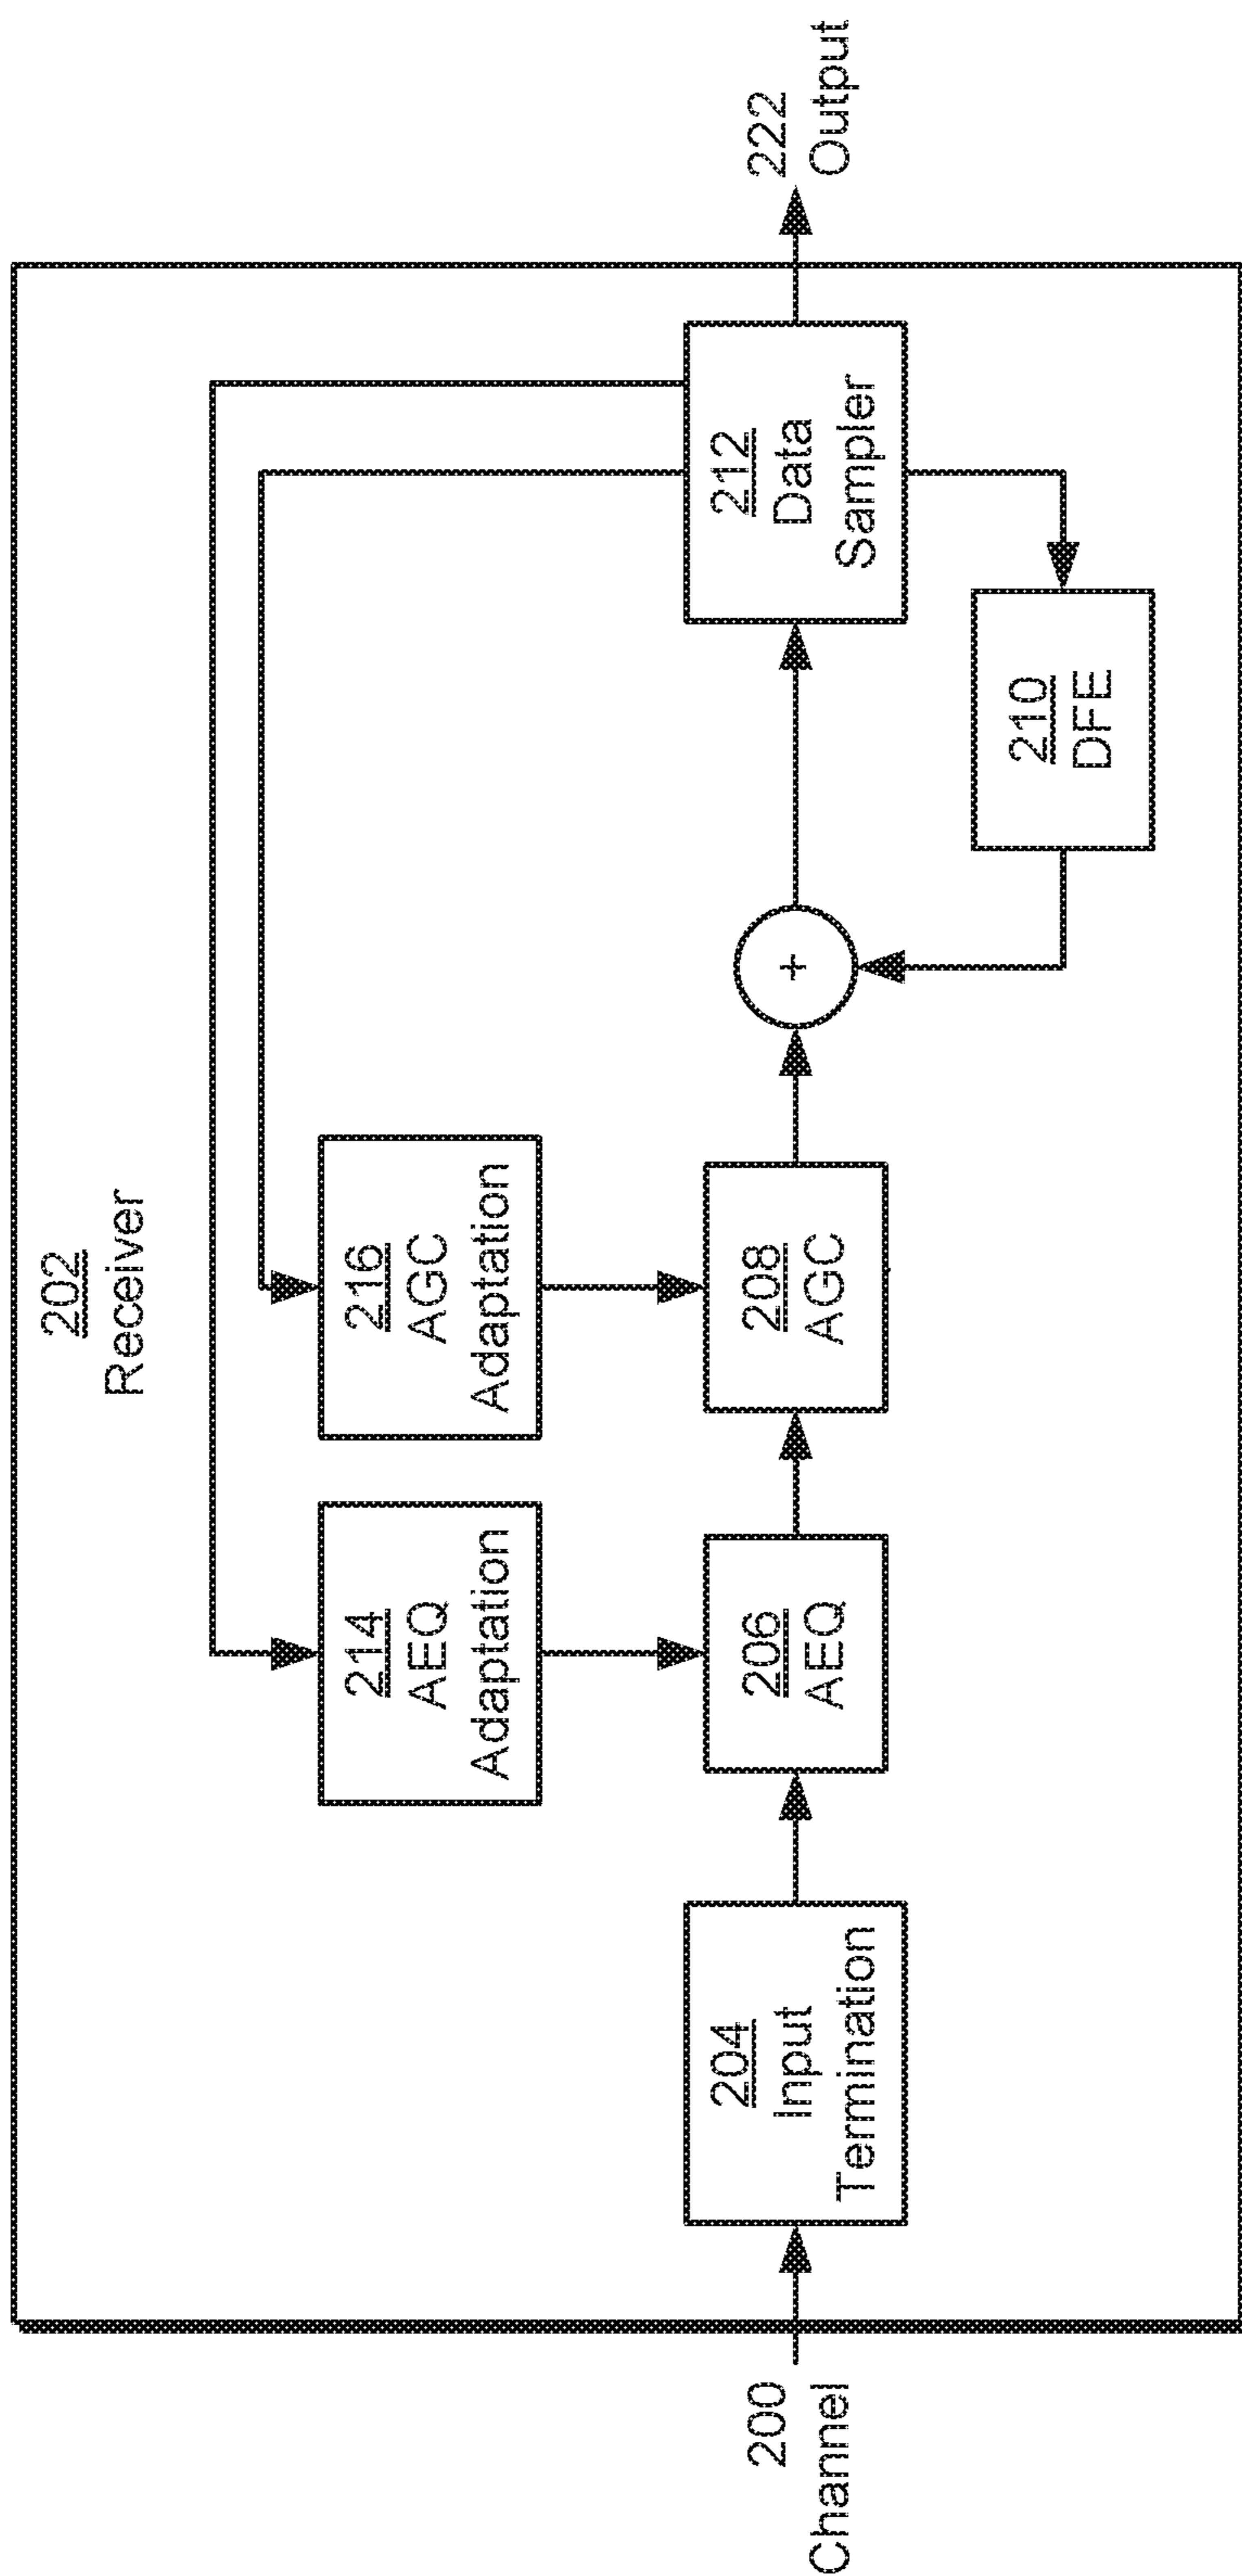 202
Receiver
214
AEQ
Adaptation
216
AGC
Adaptation
200
Channel
204
Input
Termination
206
AEQ
208
AGC
+
212
Data
Sampler
222
Output
210
DFE